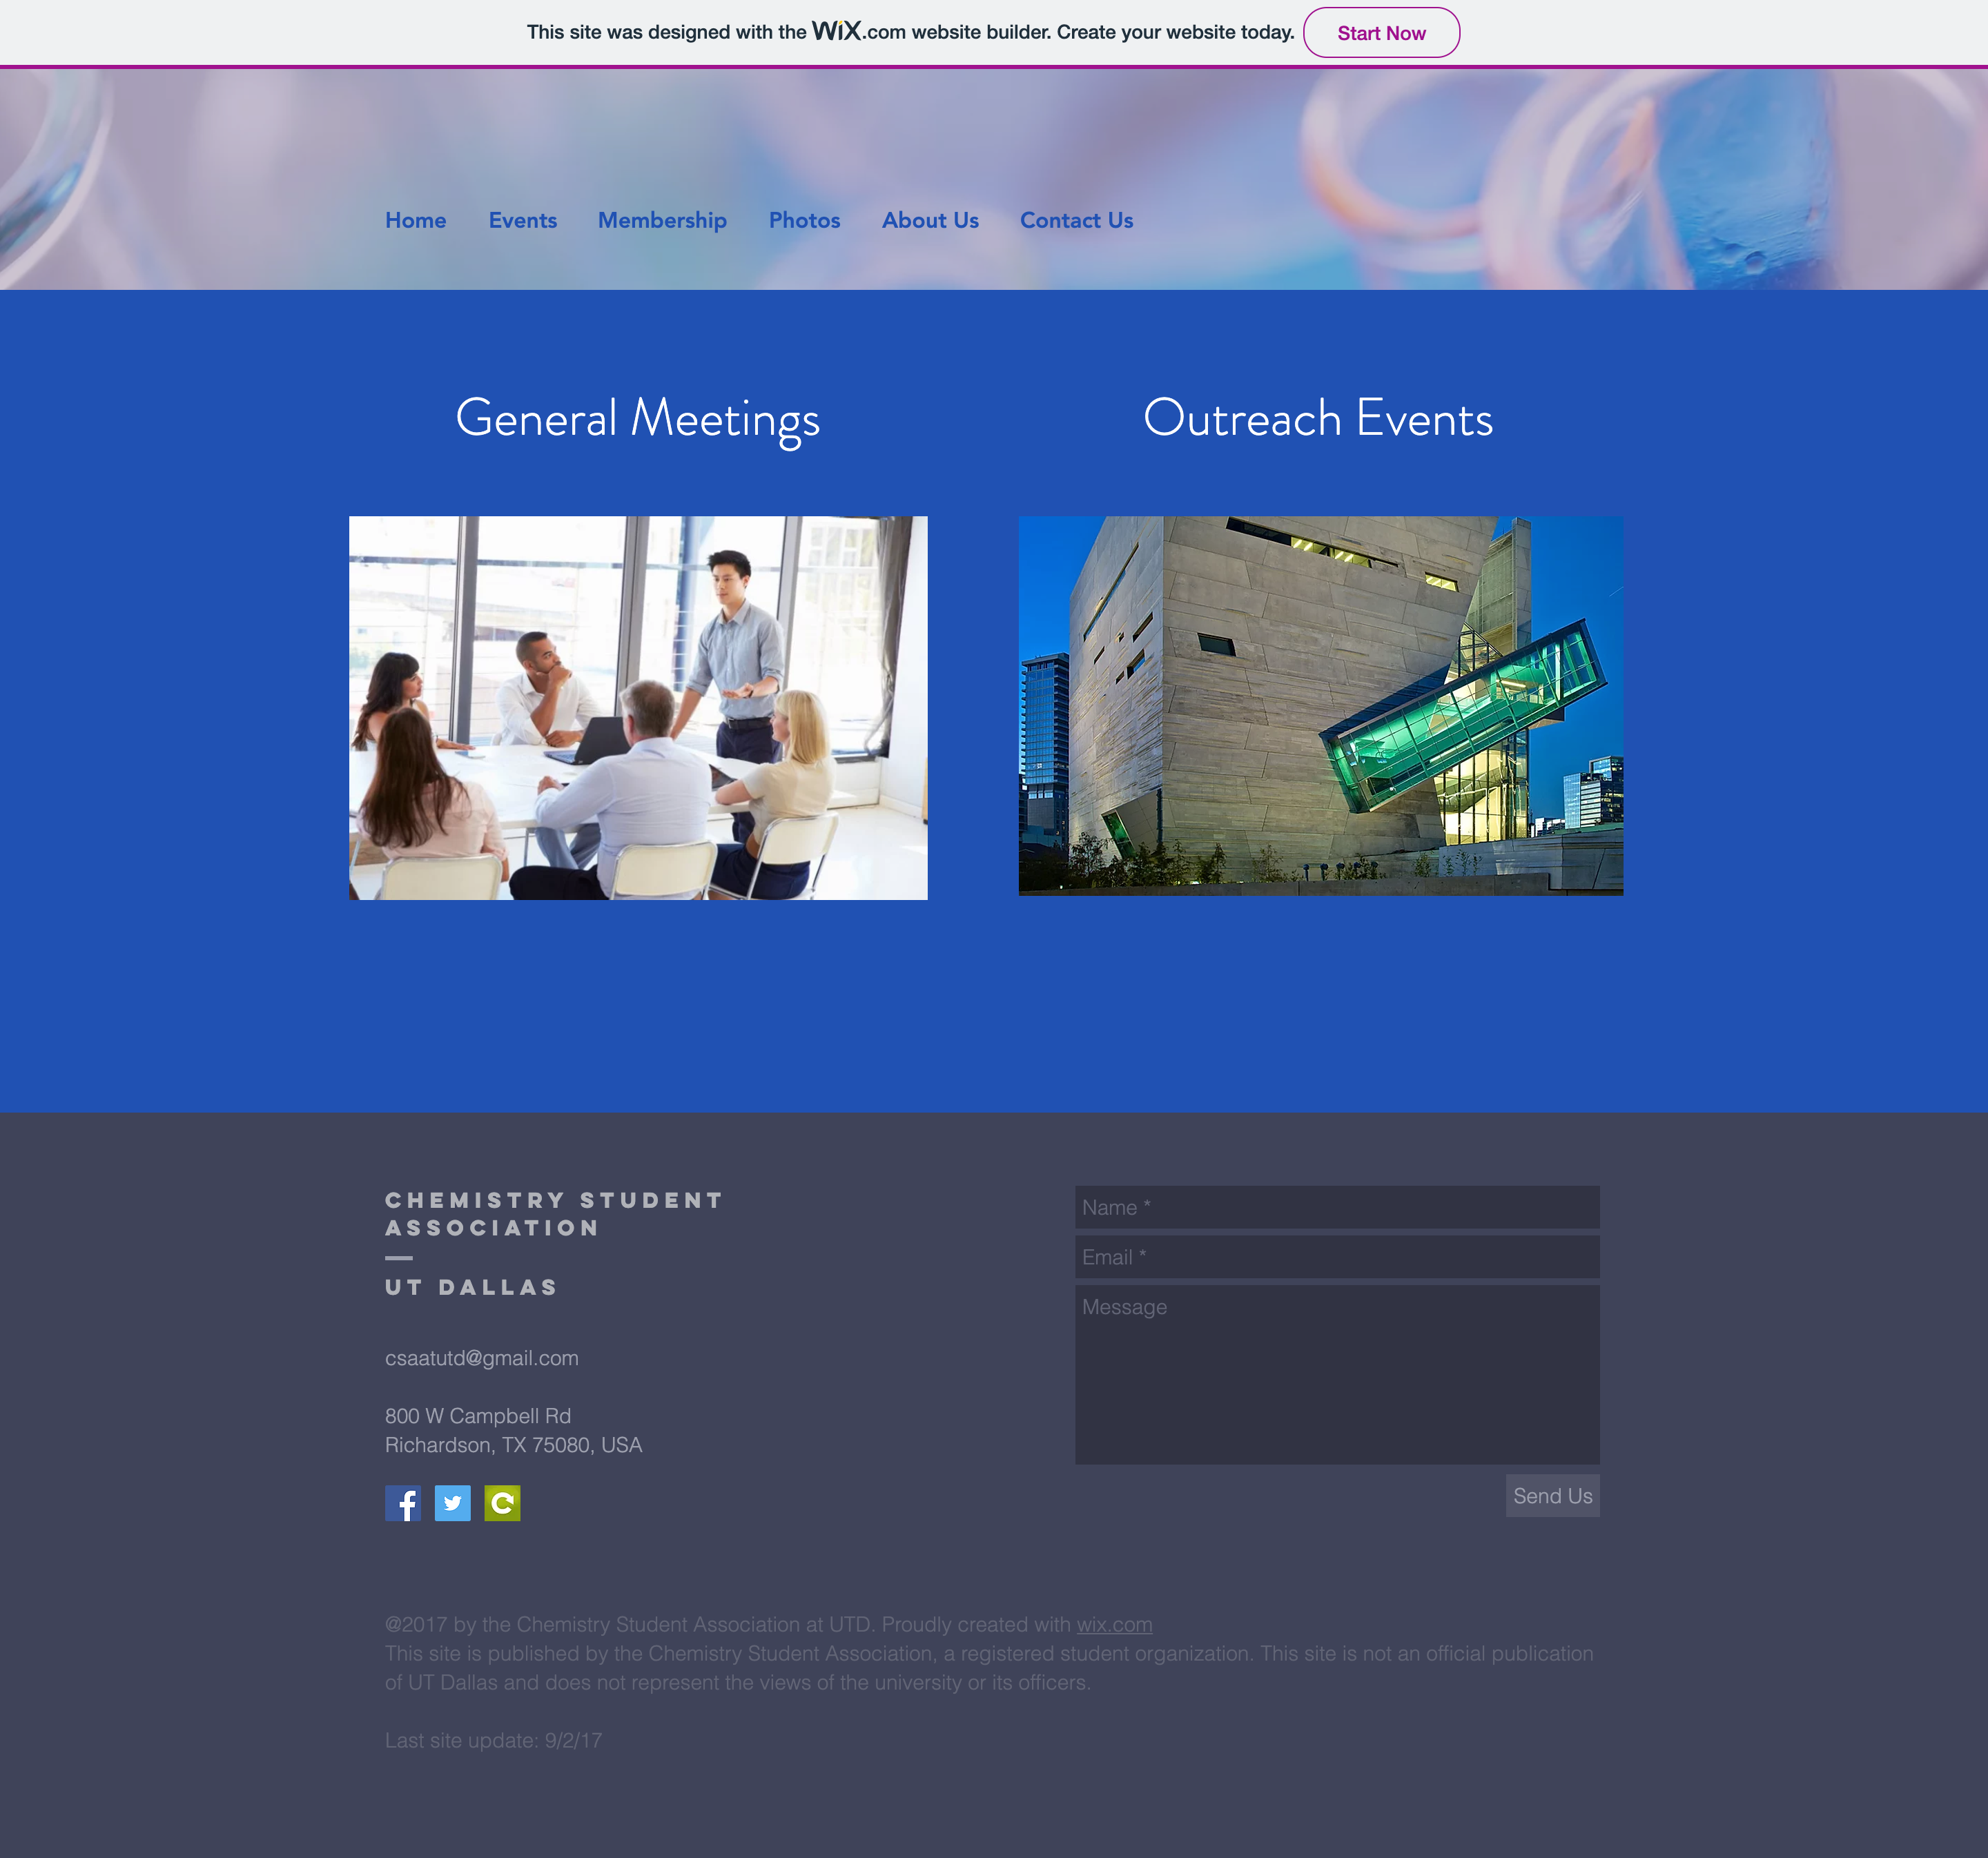 This site was designed with the WiX.com website builder. Create your website today. Start Now
Home Events Membership Photos About Us Contact Us
General Meetings
Outreach Events
CHEMISTRY STUDENT
ASSOCIATION
UT DALLAS
csaatutd@gmail.com
800 W Campbell Rd
Richardson, TX 75080, USA
Name *
Email *
Message
Send Us
@2017 by the Chemistry Student Association at UTD. Proudly created with wix.com
This site is published by the Chemistry Student Association, a registered student organization. This site is not an official publication
of UT Dallas and does not represent the views of the university or its officers.
Last site update: 9/2/17